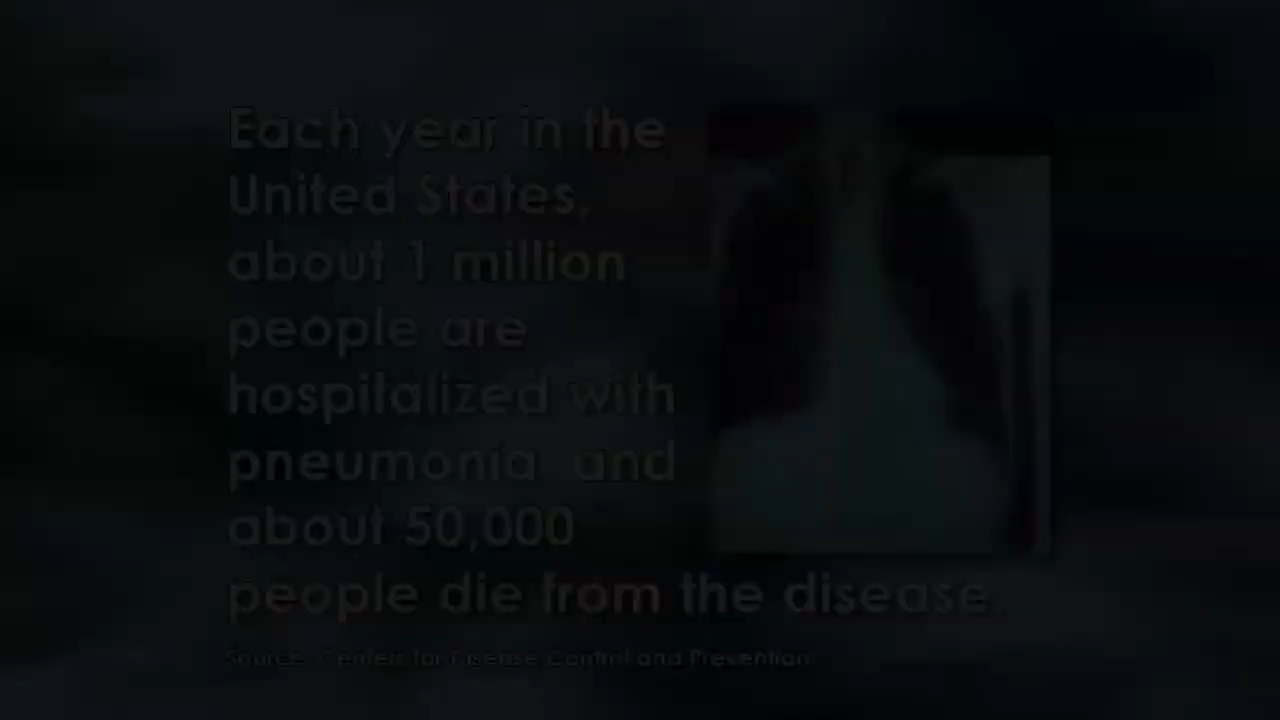 Each year in the
United States,
about 1 million
people are
hospitalized with
pneumonia and
about 50,000
people die from the disease.
Source: Centers for Disease Control and Prevention